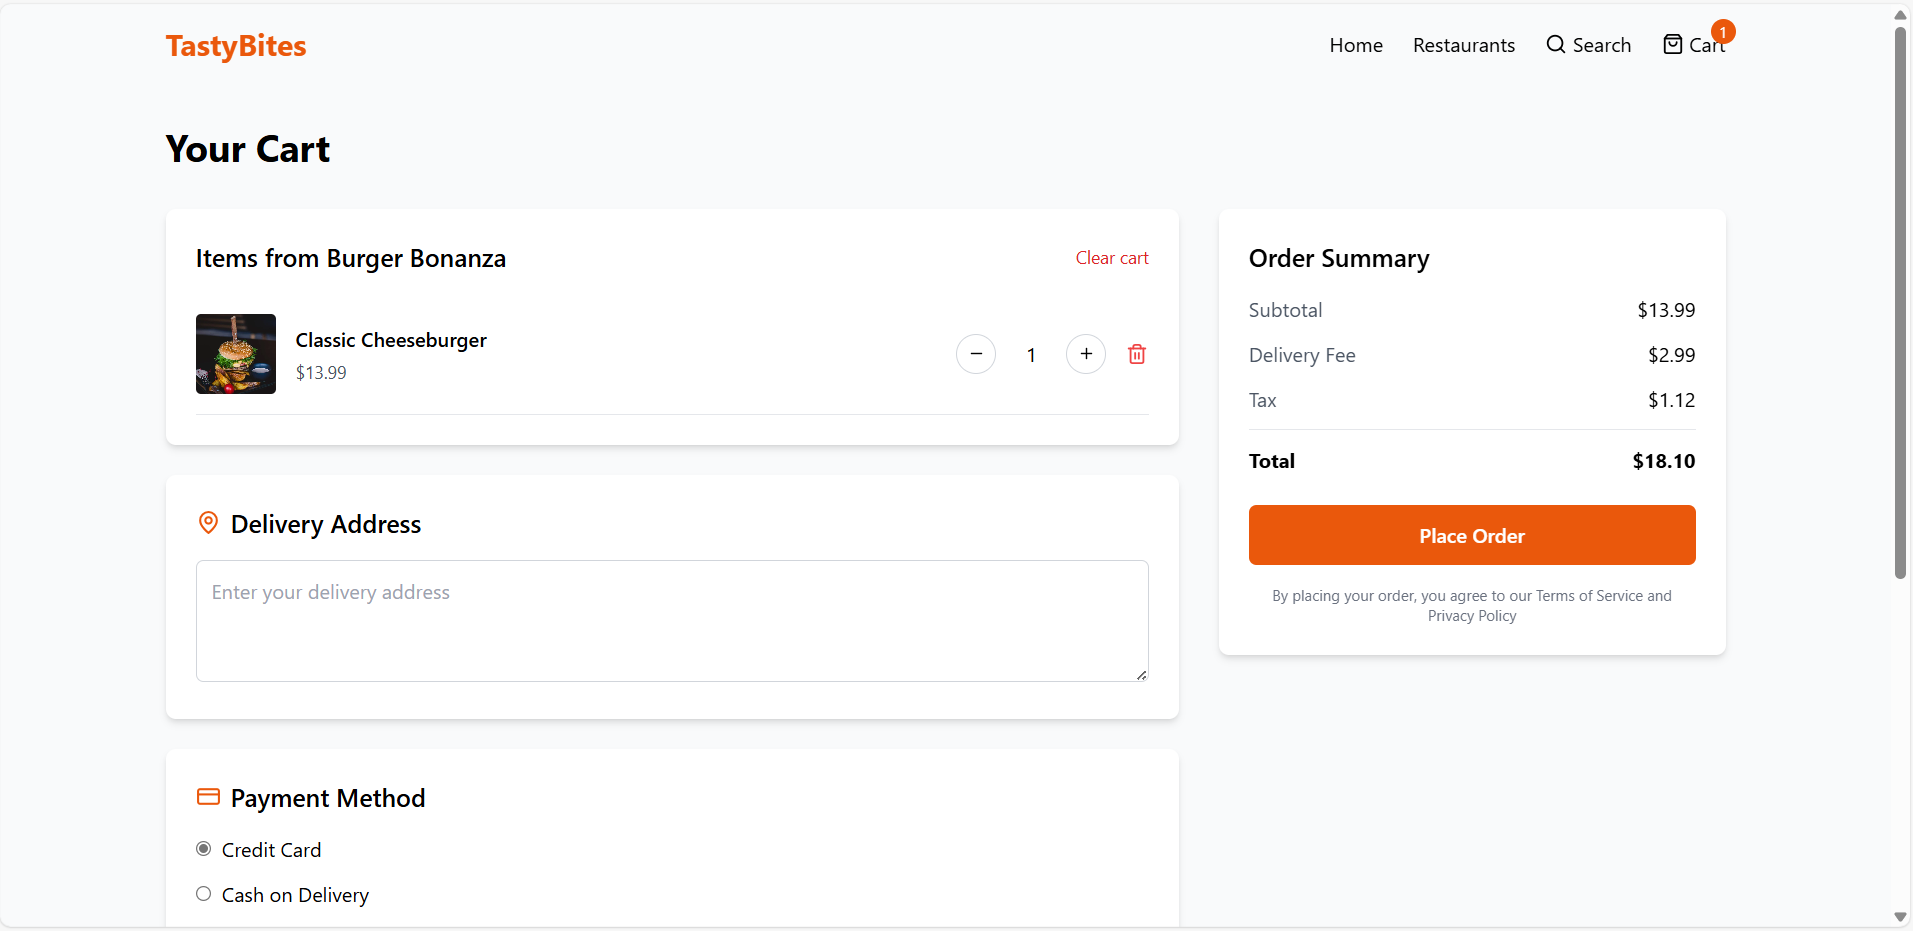 TastyBites
Home
Restaurants
Search
Cart
1
Your Cart
Items from Burger Bonanza
Clear cart
Classic Cheeseburger
$13.99
1
Delivery Address
Enter your delivery address
Payment Method
Credit Card
Cash on Delivery
Order Summary
Subtotal $13.99
Delivery Fee $2.99
Tax $1.12
Total $18.10
Place Order
By placing your order, you agree to our Terms of Service and
Privacy Policy